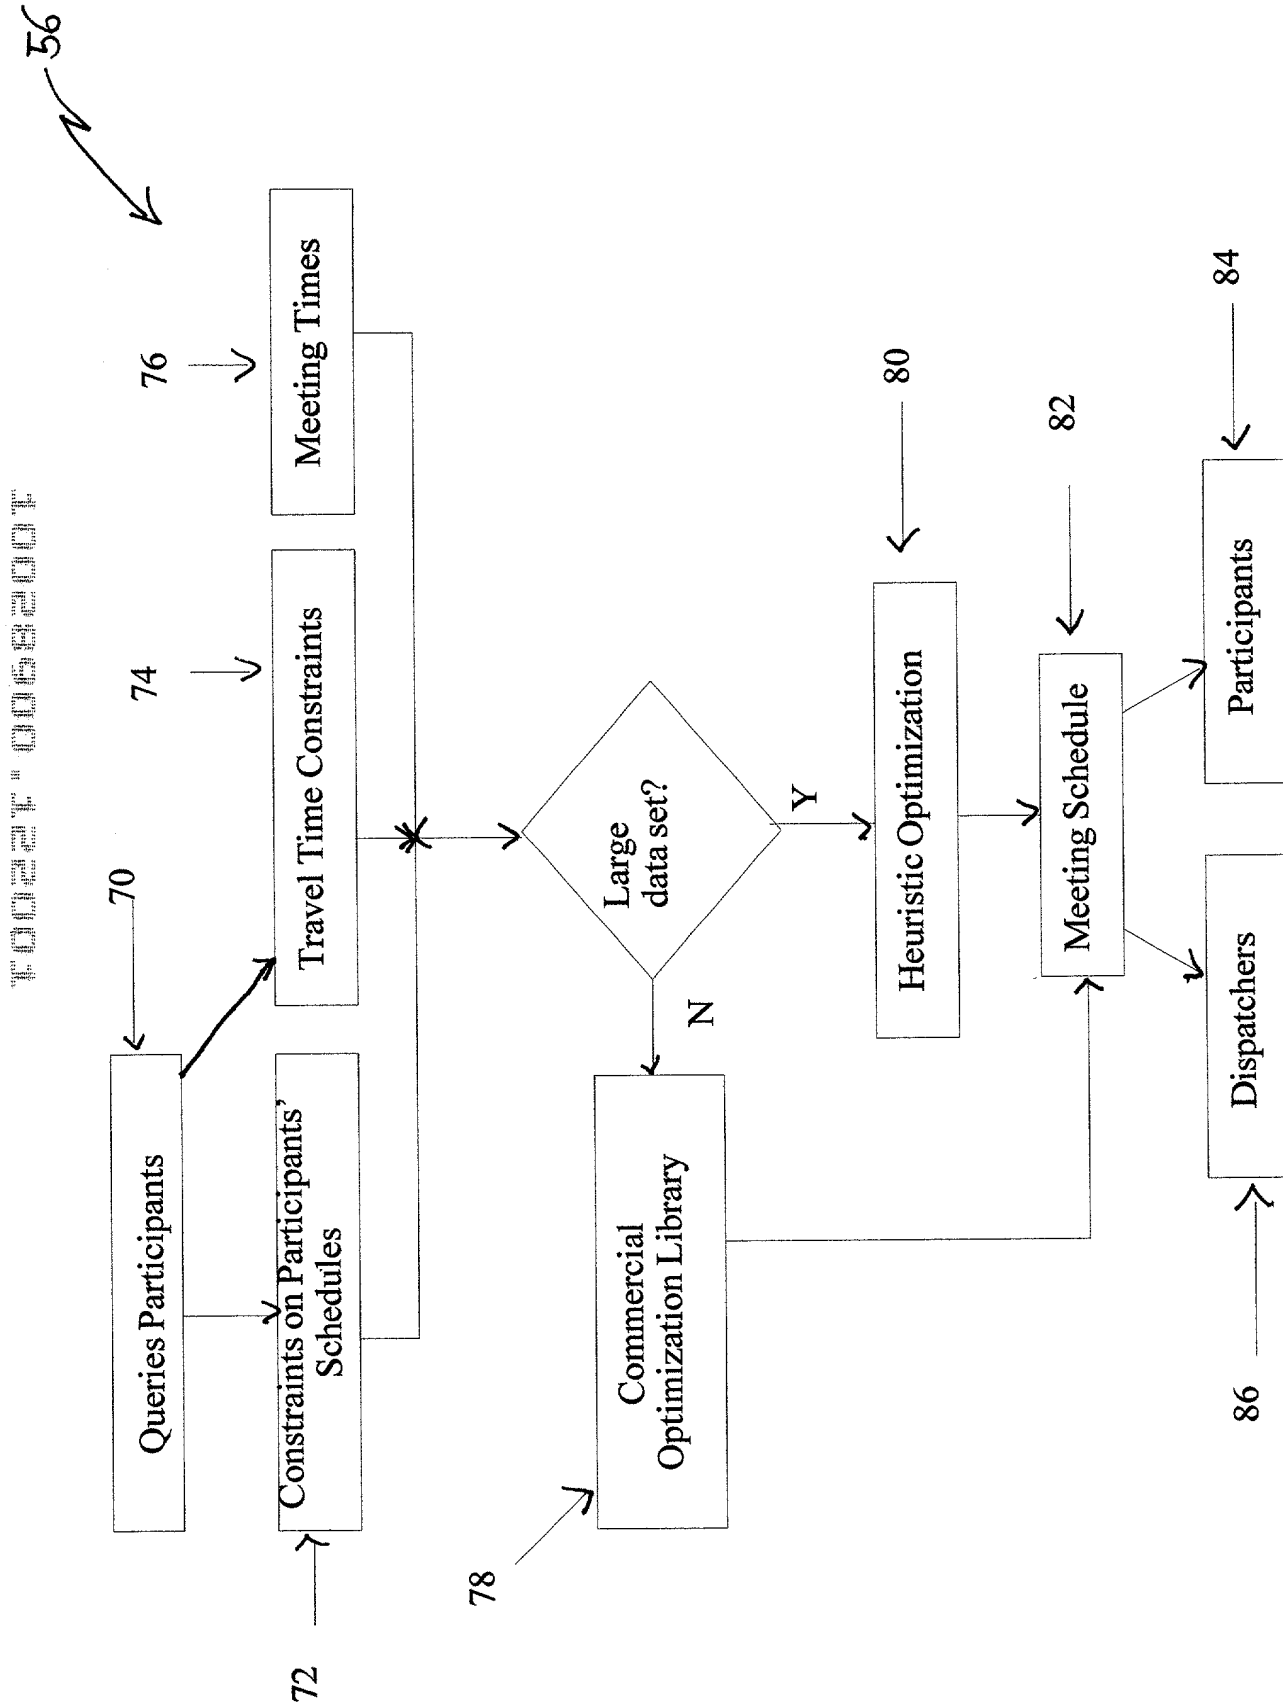 56
70
Queries Participants
72
Constraints on Participants'
Schedules
74
Travel Time Constraints
76
Meeting Times
Large
data set?
N
Y
78
Commercial
Optimization Library
80
Heuristic Optimization
82
Meeting Schedule
86
Dispatchers
84
Participants